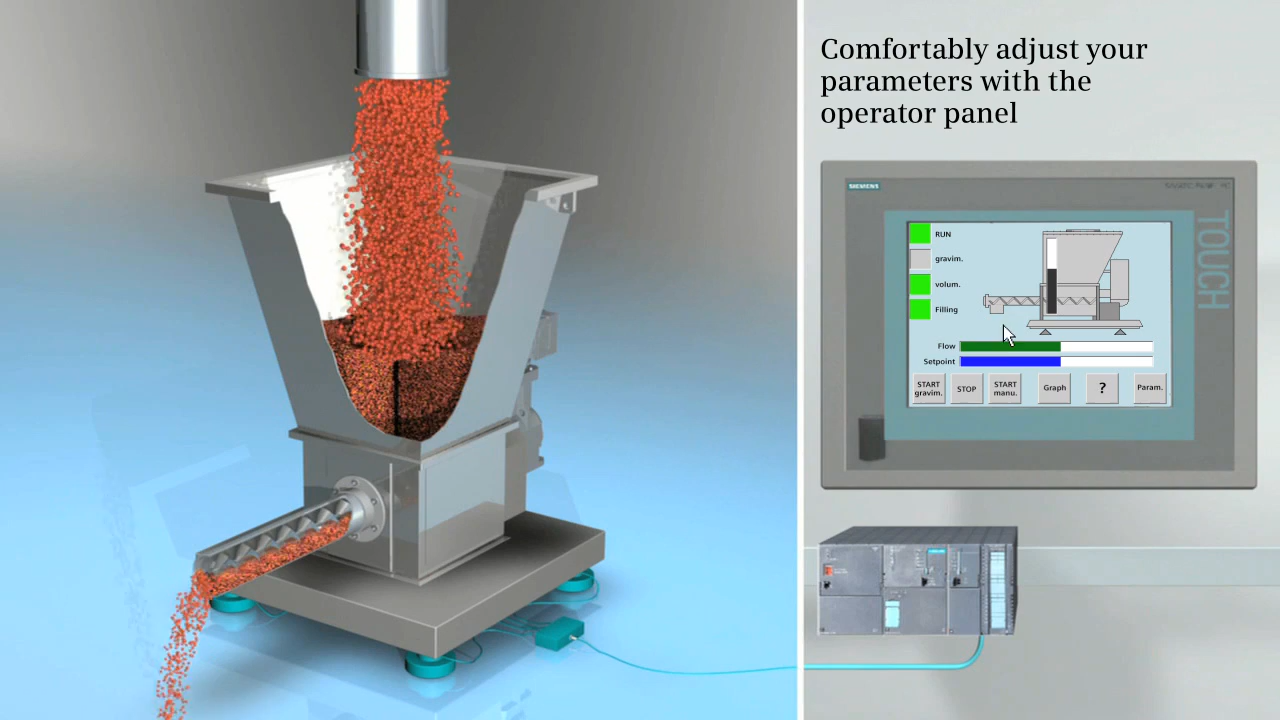 Comfortably adjust your
parameters with the
operator panel
SIEMENS
TOUCH
RUN
gravim.
volum.
Filling
Flow
Setpoint
START
gravim.
STOP
START
manu.
Graph
?
Param.